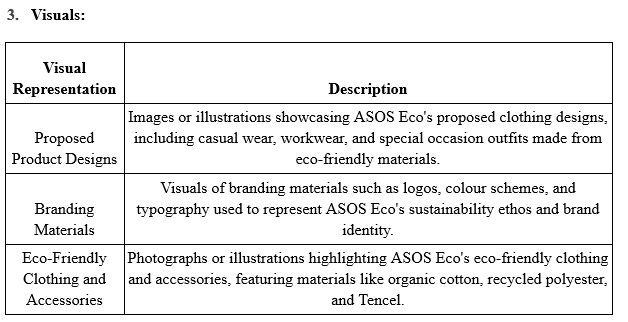 3. Visuals:
Visual
Representation
Description
Proposed
Product Designs
Images or illustrations showcasing ASOS Eco's proposed clothing designs,
including casual wear, workwear, and special occasion outfits made from
eco-friendly materials.
Branding
Materials
Visuals of branding materials such as logos, colour schemes, and
typography used to represent ASOS Eco's sustainability ethos and brand
identity.
Eco-Friendly
Clothing and
Accessories
Photographs or illustrations highlighting ASOS Eco's eco-friendly clothing
and accessories, featuring materials like organic cotton, recycled polyester,
and Tencel.